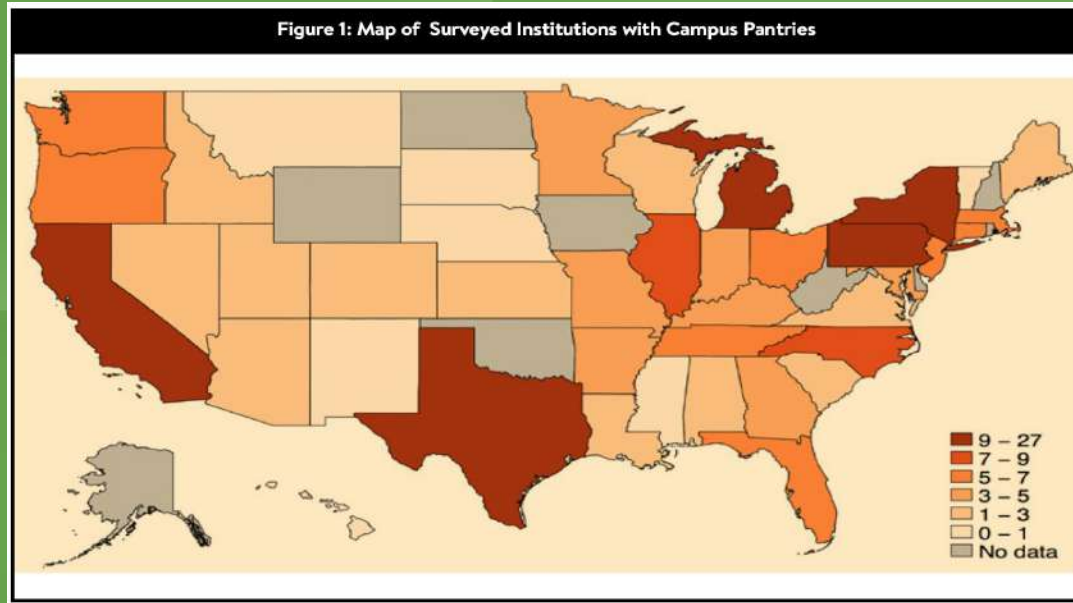 Figure 1: Map of Surveyed Institutions with Campus Pantries
9 – 27
7 – 9
5 – 7
3 – 5
1 – 3
0 – 1
No data